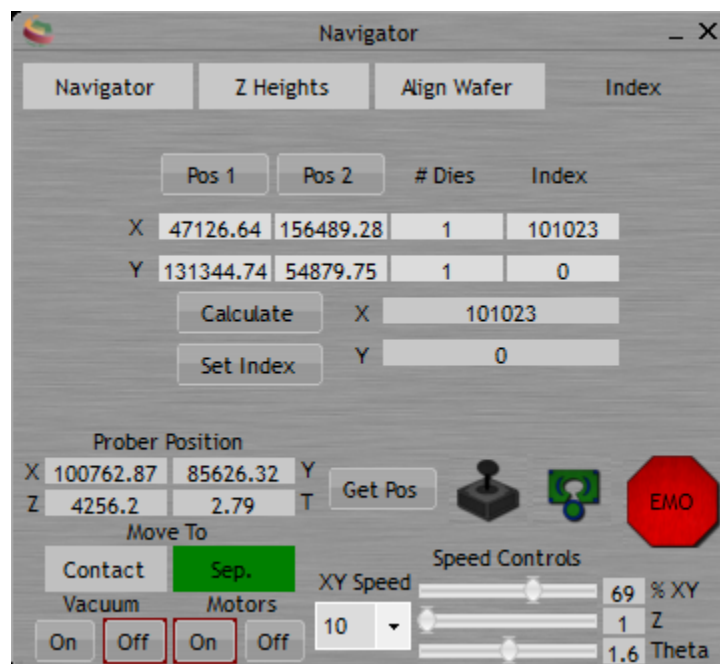 Navigator
Navigator Z Heights Align Wafer Index
Pos 1 Pos 2 # Dies Index
X 47126.64 156489.28 1 101023
Y 131344.74 54879.75 1 0
Calculate X 101023
Set Index Y 0
Prober Position
X 100762.87 85626.32 Y
Z 4256.2 2.79 T
Get Pos
EMO
Move To
Contact Sep.
Vacuum Motors
On Off On Off
XY Speed
10
Speed Controls
69 % XY
1 Z
1.6 Theta